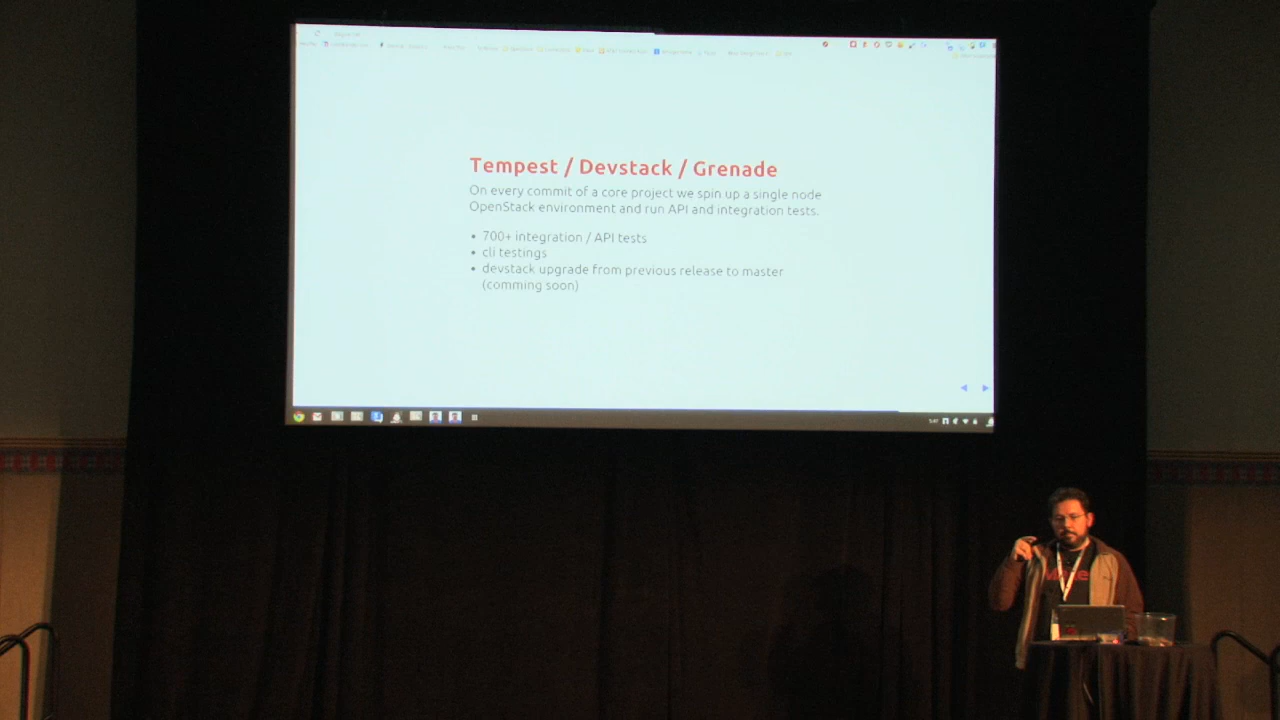 Tempest / Devstack / Grenade
On every commit of a core project we spin up a single node
OpenStack environment and run API and integration tests.
• 700+ integration / API tests
• cli testings
• devstack upgrade from previous release to master
(comming soon)